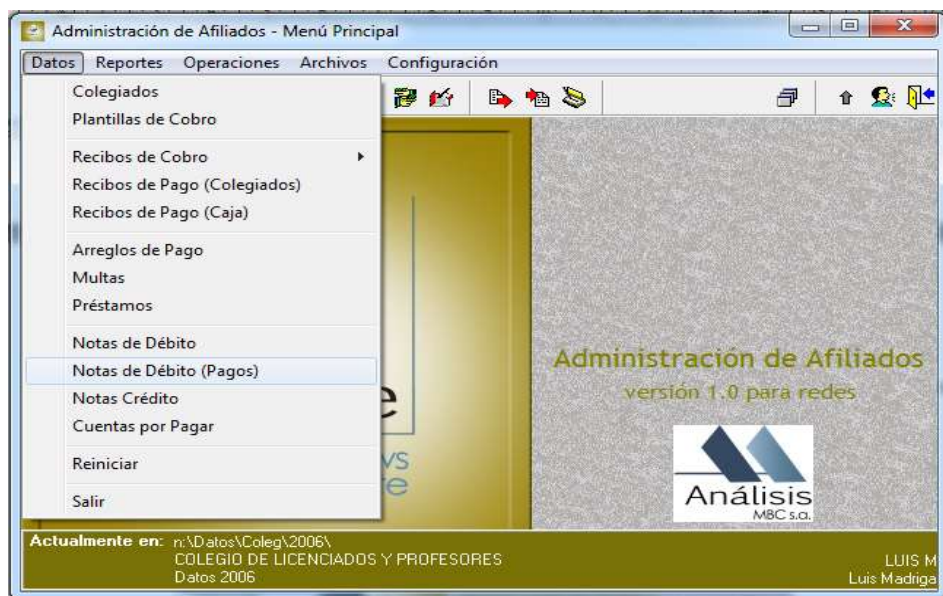 Administración de Afiliados - Menú Principal
Datos Reportes Operaciones Archivos Configuración
Colegiados
Plantillas de Cobro
Recibos de Cobro
Recibos de Pago (Colegiados)
Recibos de Pago (Caja)
Arreglos de Pago
Multas
Préstamos
Notas de Débito
Notas de Débito (Pagos)
Notas Crédito
Cuentas por Pagar
Reiniciar
Salir
Administración de Afiliados
versión 1.0 para redes
Análisis
MBC s.a.
Actualmente en: n:\Datos\Coleg\2006\
COLEGIO DE LICENCIADOS Y PROFESORES
LUIS M
Datos 2006
Luis Madriga